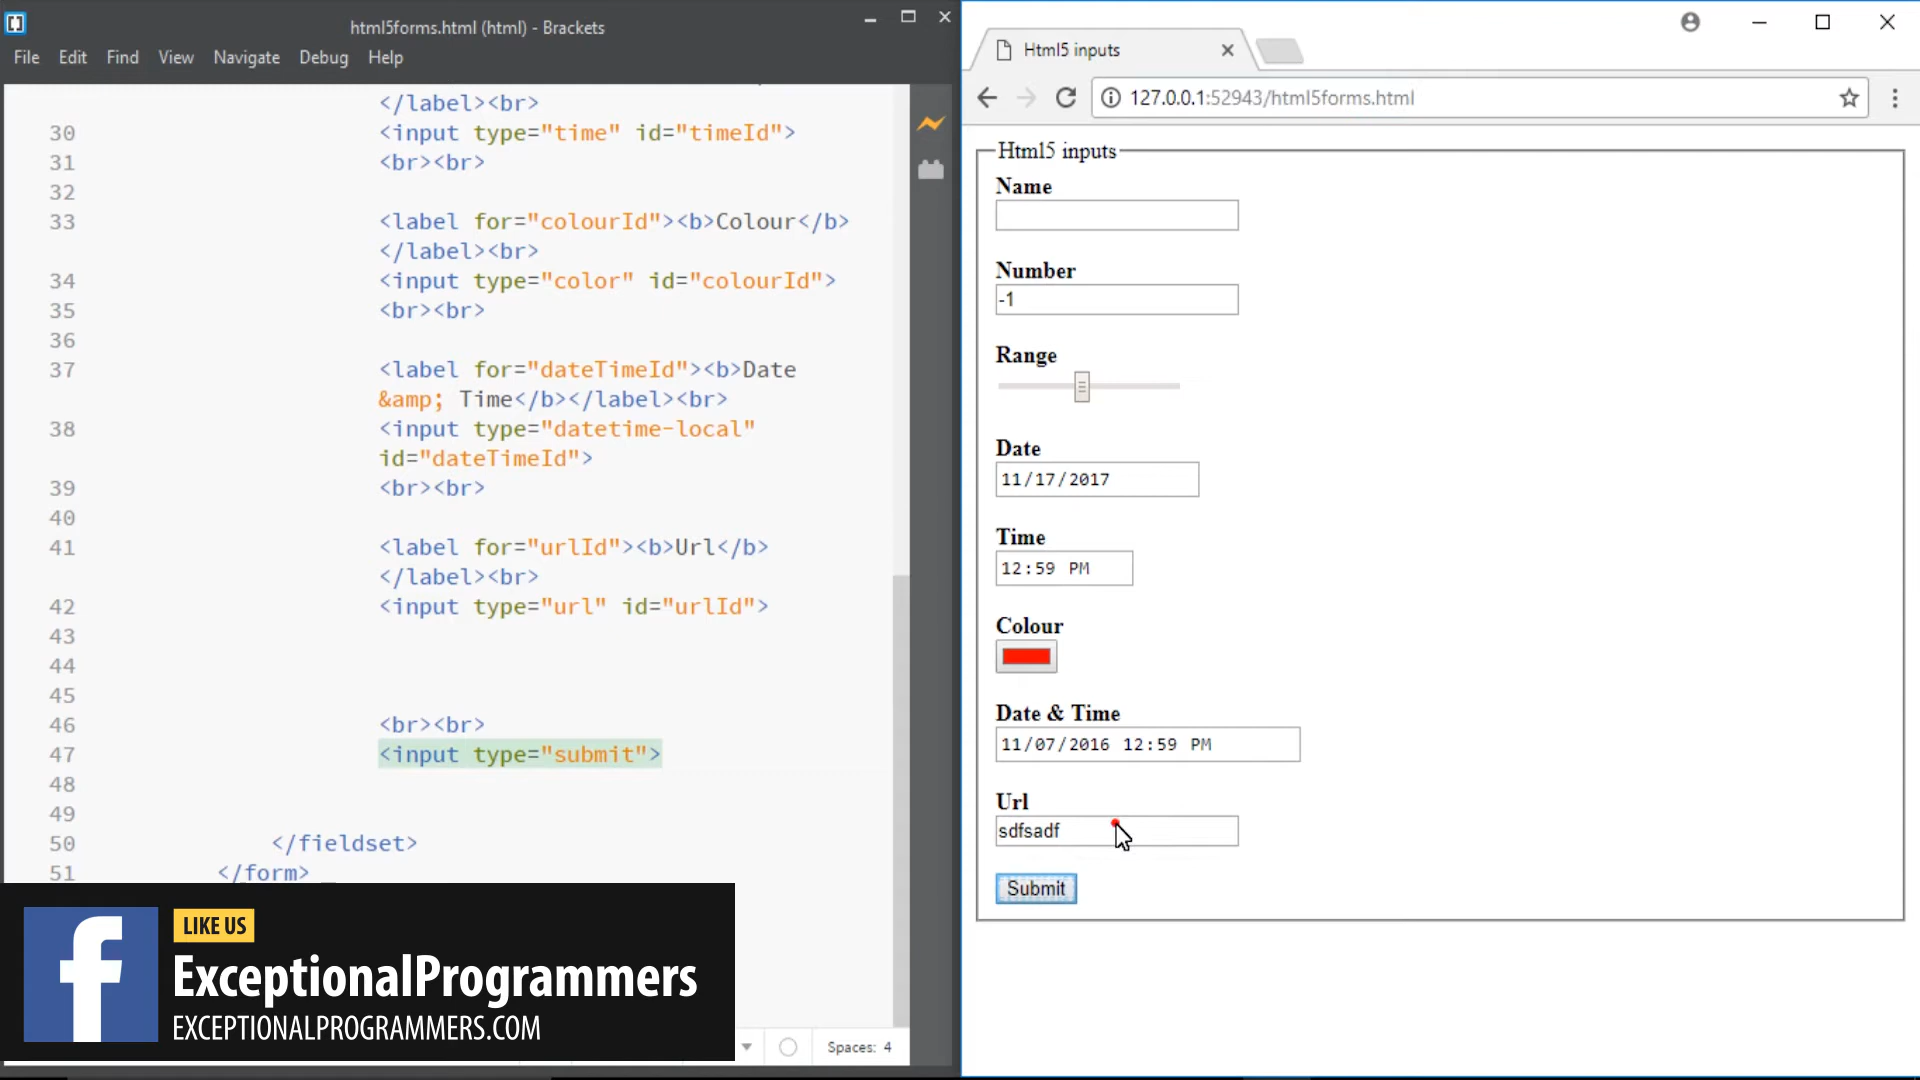 html5forms.html (html) - Brackets
File Edit Find View Navigate Debug Help
</label><br>
30 <input type="time" id="timeId">
31 <br><br>
32
33 <label for="colourId"><b>Colour</b>
</label><br>
34 <input type="color" id="colourId">
35 <br><br>
36
37 <label for="dateTimeId"><b>Date
&amp; Time</b></label><br>
38 <input type="datetime-local"
id="dateTimeId">
39 <br><br>
40
41 <label for="urlId"><b>Url</b>
</label><br>
42 <input type="url" id="urlId">
43
44
45
46 <br><br>
47 <input type="submit">
48
49
50 </fieldset>
51 </form>
Spaces: 4
LIKE US
ExceptionalProgrammers
EXCEPTIONALPROGRAMMERS.COM
Html5 inputs
127.0.0.1:52943/html5forms.html
Html5 inputs
Name
Number
-1
Range
Date
11/17/2017
Time
12:59 PM
Colour
Date & Time
11/07/2016 12:59 PM
Url
sdfsadf
Submit